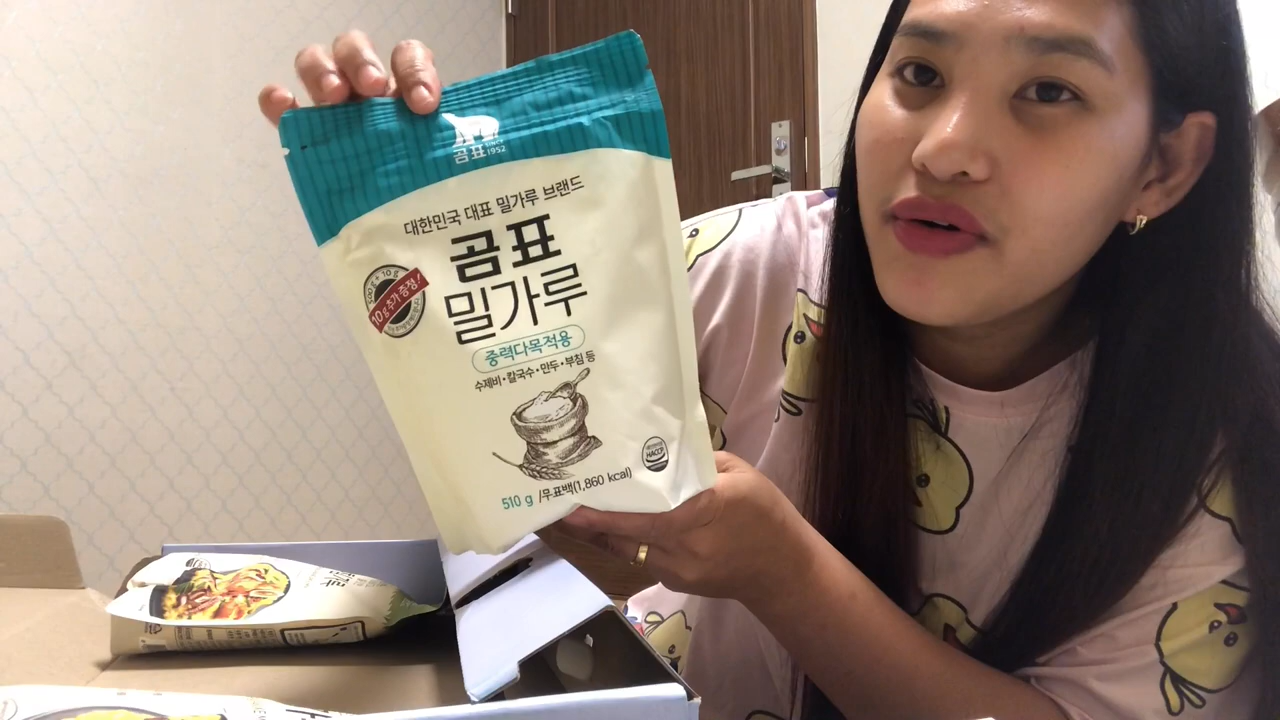 곰표 SINCE 1952
대한민국 대표 밀가루 브랜드
곰표
밀가루
500g + 10g
10g 추가 증정!
중력다목적용
수제비•칼국수•만두•부침 등
HACCP
510 g /무표백(1,860 kcal)